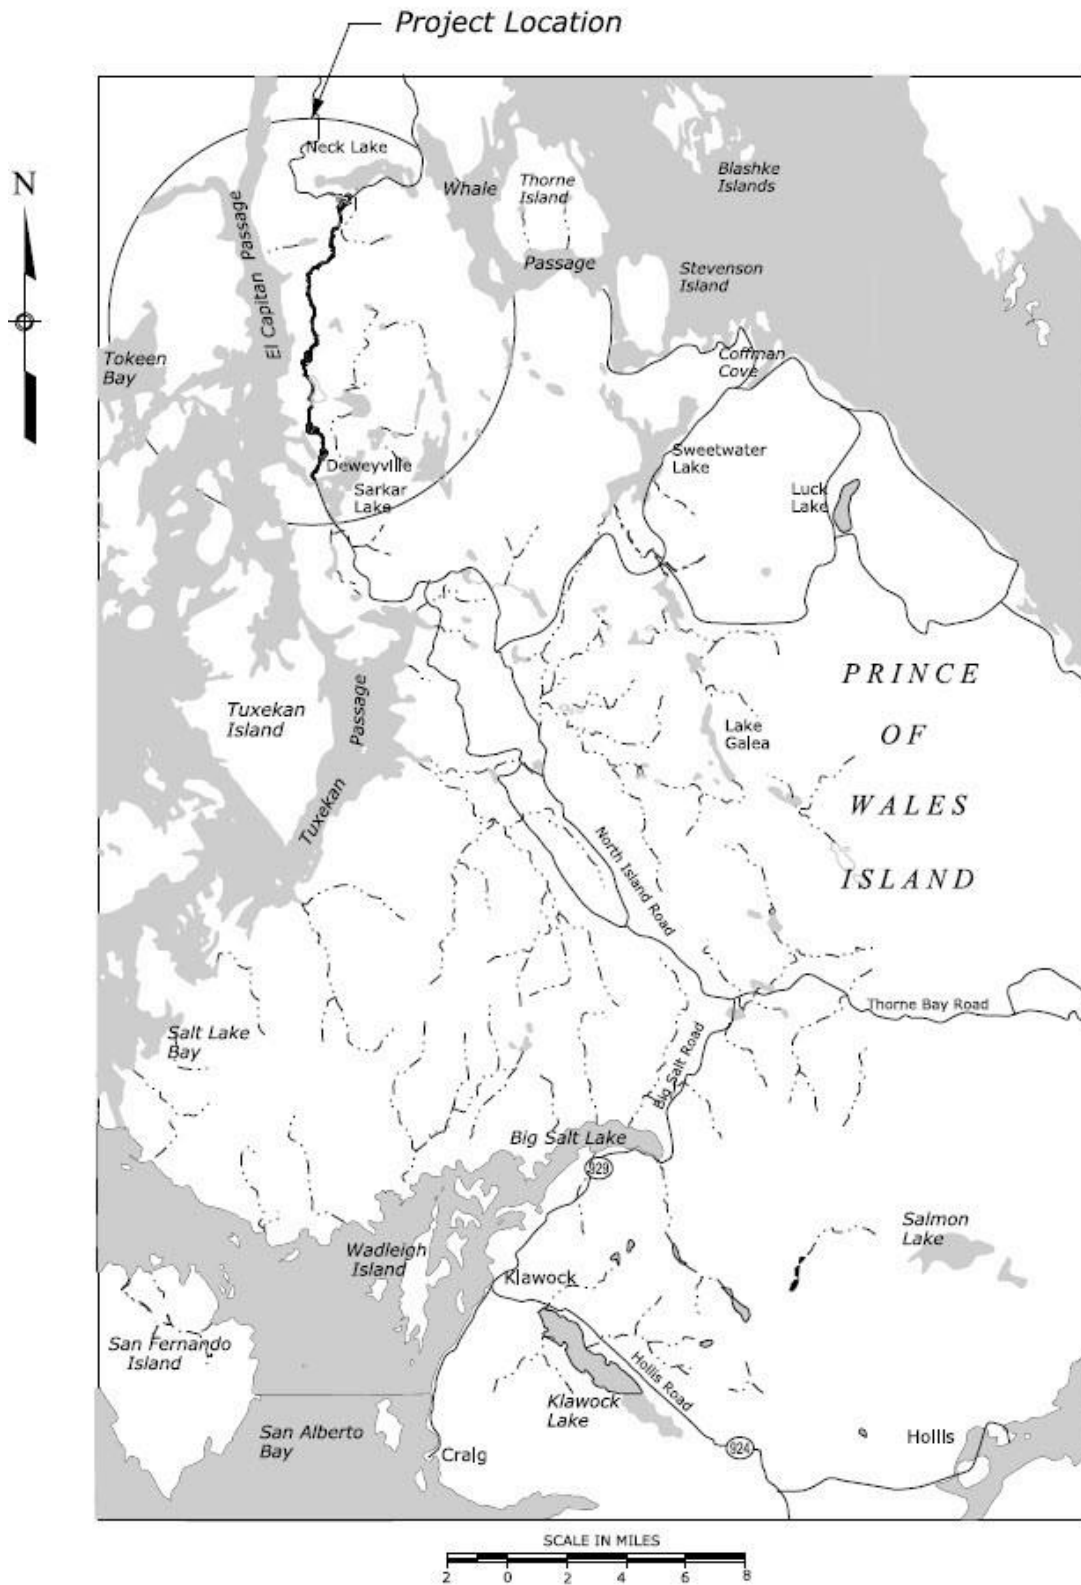 Project Location
N
Neck Lake
Whale
Thorne
Island
Blashke
Islands
El Capitan Passage
Passage
Stevenson
Island
Tokeen
Bay
Coffman
Cove
Deweyville
Sarkar
Lake
Sweetwater
Lake
Luck
Lake
PRINCE
OF
WALES
ISLAND
Tuxekan
Island
Tuxekan Passage
Lake
Galea
North Island Road
Thorne Bay Road
Salt Lake
Bay
Big Salt Road
Big Salt Lake
929
Wadleigh
Island
Salmon
Lake
Klawock
San Fernando
Island
Hollis Road
Klawock
Lake
San Alberto
Bay
Craig
924
Hollis
SCALE IN MILES
2 0 2 4 6 8